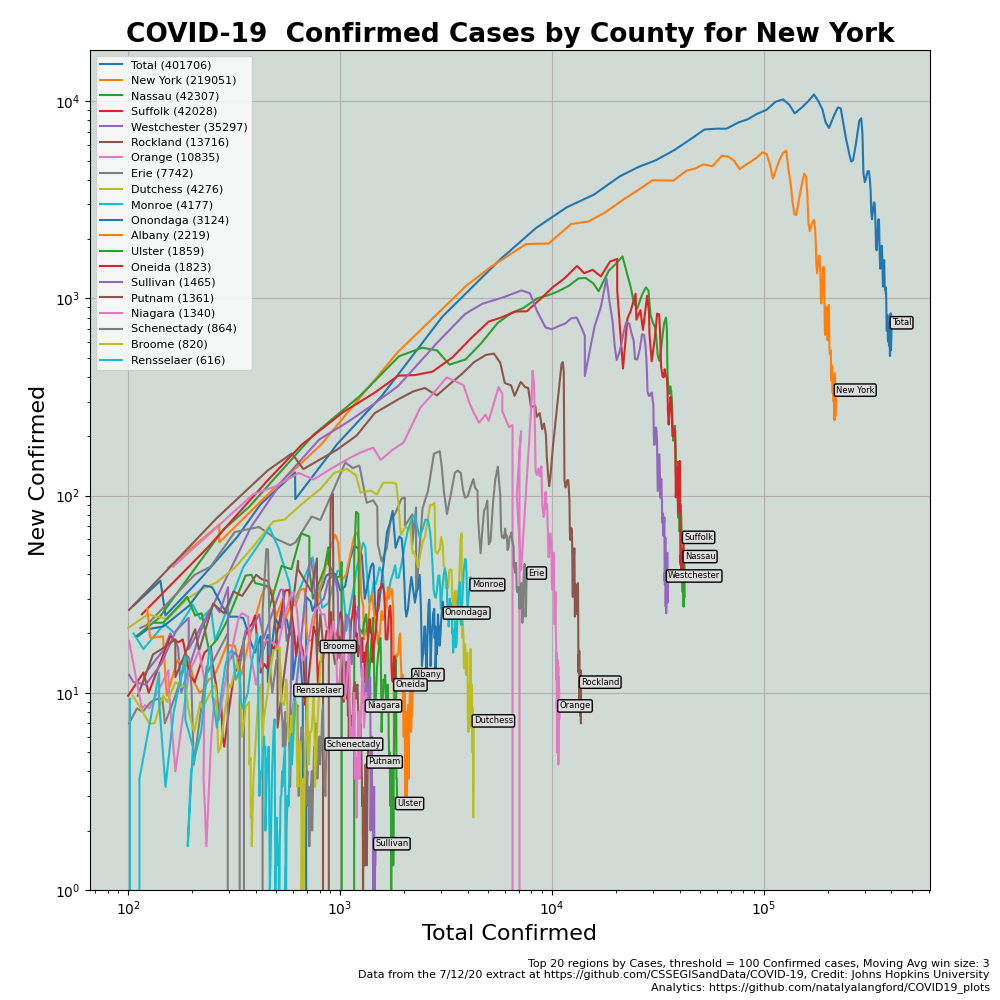 COVID-19  Confirmed Cases by County for New York
Total (401706)
New York (219051)
Nassau (42307)
Suffolk (42028)
Westchester (35297)
Rockland (13716)
Orange (10835)
Erie (7742)
Dutchess (4276)
Monroe (4177)
Onondaga (3124)
Albany (2219)
Ulster (1859)
Oneida (1823)
Sullivan (1465)
Putnam (1361)
Niagara (1340)
Schenectady (864)
Broome (820)
Rensselaer (616)
10⁴
10³
10²
10¹
10⁰
New Confirmed
Total
New York
Suffolk
Nassau
Westchester
Erie
Monroe
Onondaga
Broome
Albany
Oneida
Rockland
Rensselaer
Niagara
Orange
Dutchess
Schenectady
Putnam
Ulster
Sullivan
10² 10³ 10⁴ 10⁵
Total Confirmed
Top 20 regions by Cases, threshold = 100 Confirmed cases, Moving Avg win size: 3
Data from the 7/12/20 extract at https://github.com/CSSEGISandData/COVID-19, Credit: Johns Hopkins University
Analytics: https://github.com/natalyalangford/COVID19_plots